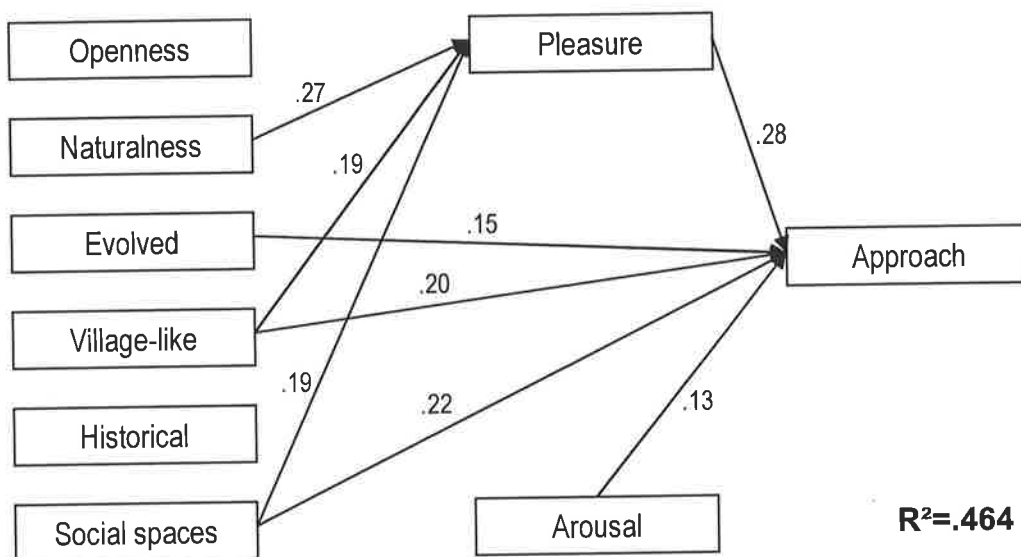 Openness
Pleasure
.27
Naturalness
.28
.19
Evolved
.15
Approach
.20
Village-like
.19
.22
.13
Historical
Social spaces
Arousal
R²=.464